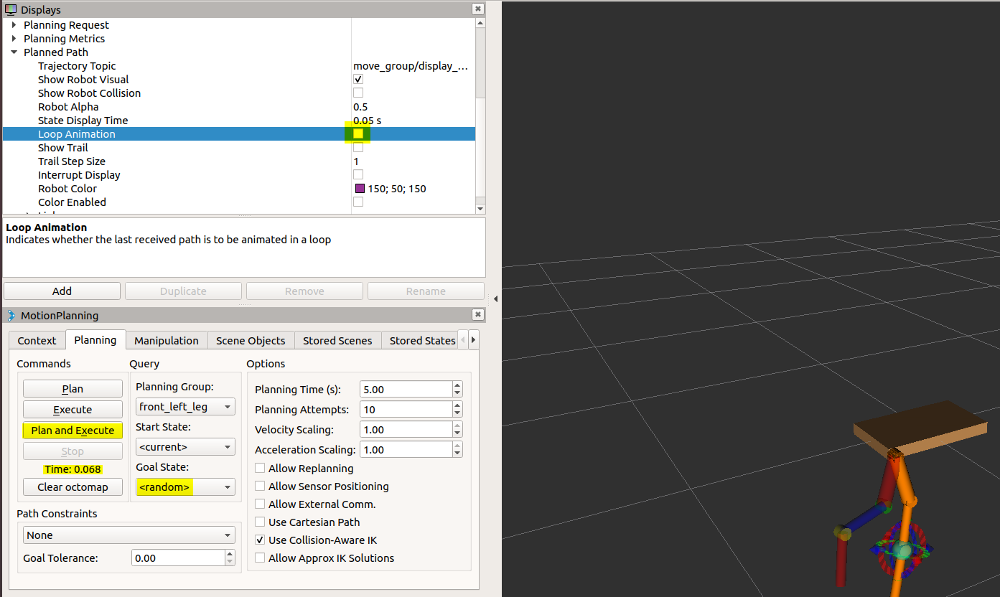 Displays
Planning Request
Planning Metrics
Planned Path
Trajectory Topic move_group/display_...
Show Robot Visual
Show Robot Collision
Robot Alpha 0.5
State Display Time 0.05 s
Loop Animation
Show Trail
Trail Step Size 1
Interrupt Display
Robot Color 150; 50; 150
Color Enabled
Loop Animation
Indicates whether the last received path is to be animated in a loop
Add Duplicate Remove Rename
MotionPlanning
Context Planning Manipulation Scene Objects Stored Scenes Stored States
Commands
Plan
Execute
Plan and Execute
Stop
Time: 0.068
Clear octomap
Query
Planning Group:
front_left_leg
Start State:
<current>
Goal State:
<random>
Path Constraints
None
Goal Tolerance: 0.00
Options
Planning Time (s): 5.00
Planning Attempts: 10
Velocity Scaling: 1.00
Acceleration Scaling: 1.00
Allow Replanning
Allow Sensor Positioning
Allow External Comm.
Use Cartesian Path
Use Collision-Aware IK
Allow Approx IK Solutions